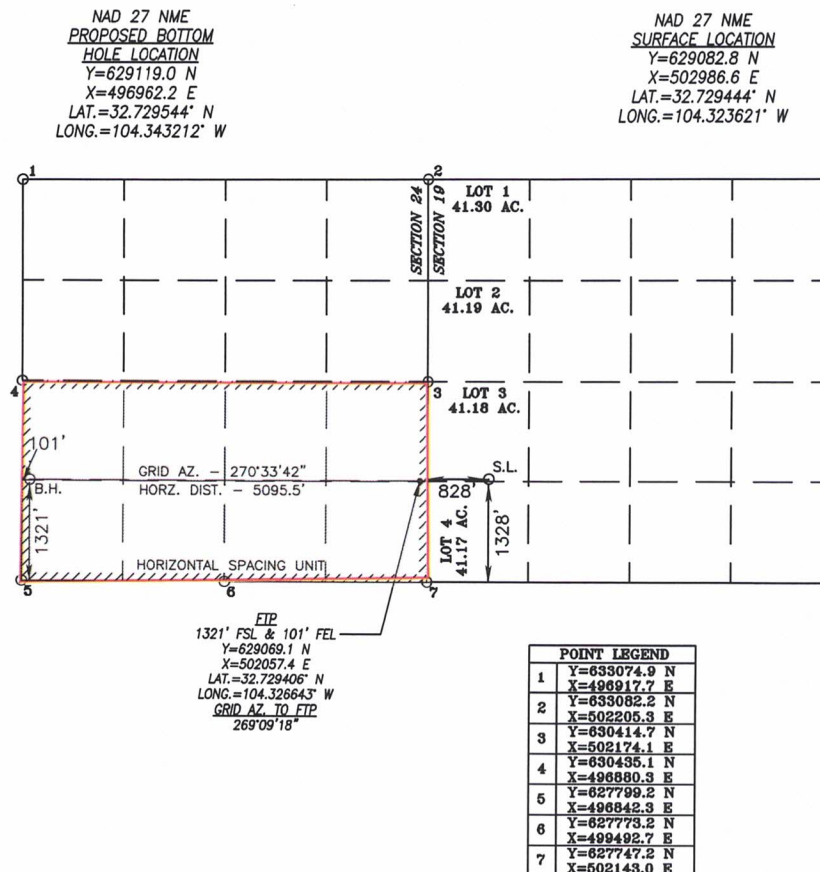 NAD 27 NME
PROPOSED BOTTOM
HOLE LOCATION
Y=629119.0 N
X=496962.2 E
LAT.=32.729544° N
LONG.=104.343212° W
NAD 27 NME
SURFACE LOCATION
Y=629082.8 N
X=502986.6 E
LAT.=32.729444° N
LONG.=104.323621° W
1
2
SECTION 24
SECTION 19
LOT 1
41.30 AC.
LOT 2
41.19 AC.
4
3
LOT 3
41.18 AC.
101'
GRID AZ. - 270°33'42"
HORZ. DIST. - 5095.5'
B.H.
S.L.
828'
1321'
LOT 4
41.17 AC.
1328'
HORIZONTAL SPACING UNIT
5
6
7
FTP
1321' FSL & 101' FEL
Y=629069.1 N
X=502057.4 E
LAT.=32.729406° N
LONG.=104.326643° W
GRID AZ. TO FTP
269°09'18"
POINT LEGEND
1 Y=633074.9 N
X=496917.7 E
2 Y=633082.2 N
X=502205.3 E
3 Y=630414.7 N
X=502174.1 E
4 Y=630435.1 N
X=496880.3 E
5 Y=627799.2 N
X=496842.3 E
6 Y=627773.2 N
X=499492.7 E
7 Y=627747.2 N
X=502143.0 E